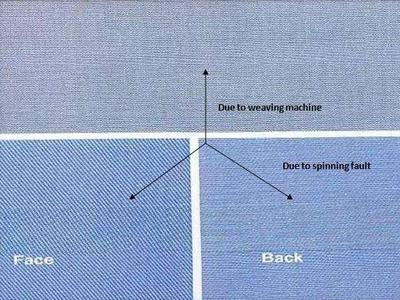 Due to weaving machine
Due to spinning fault
Face
Back